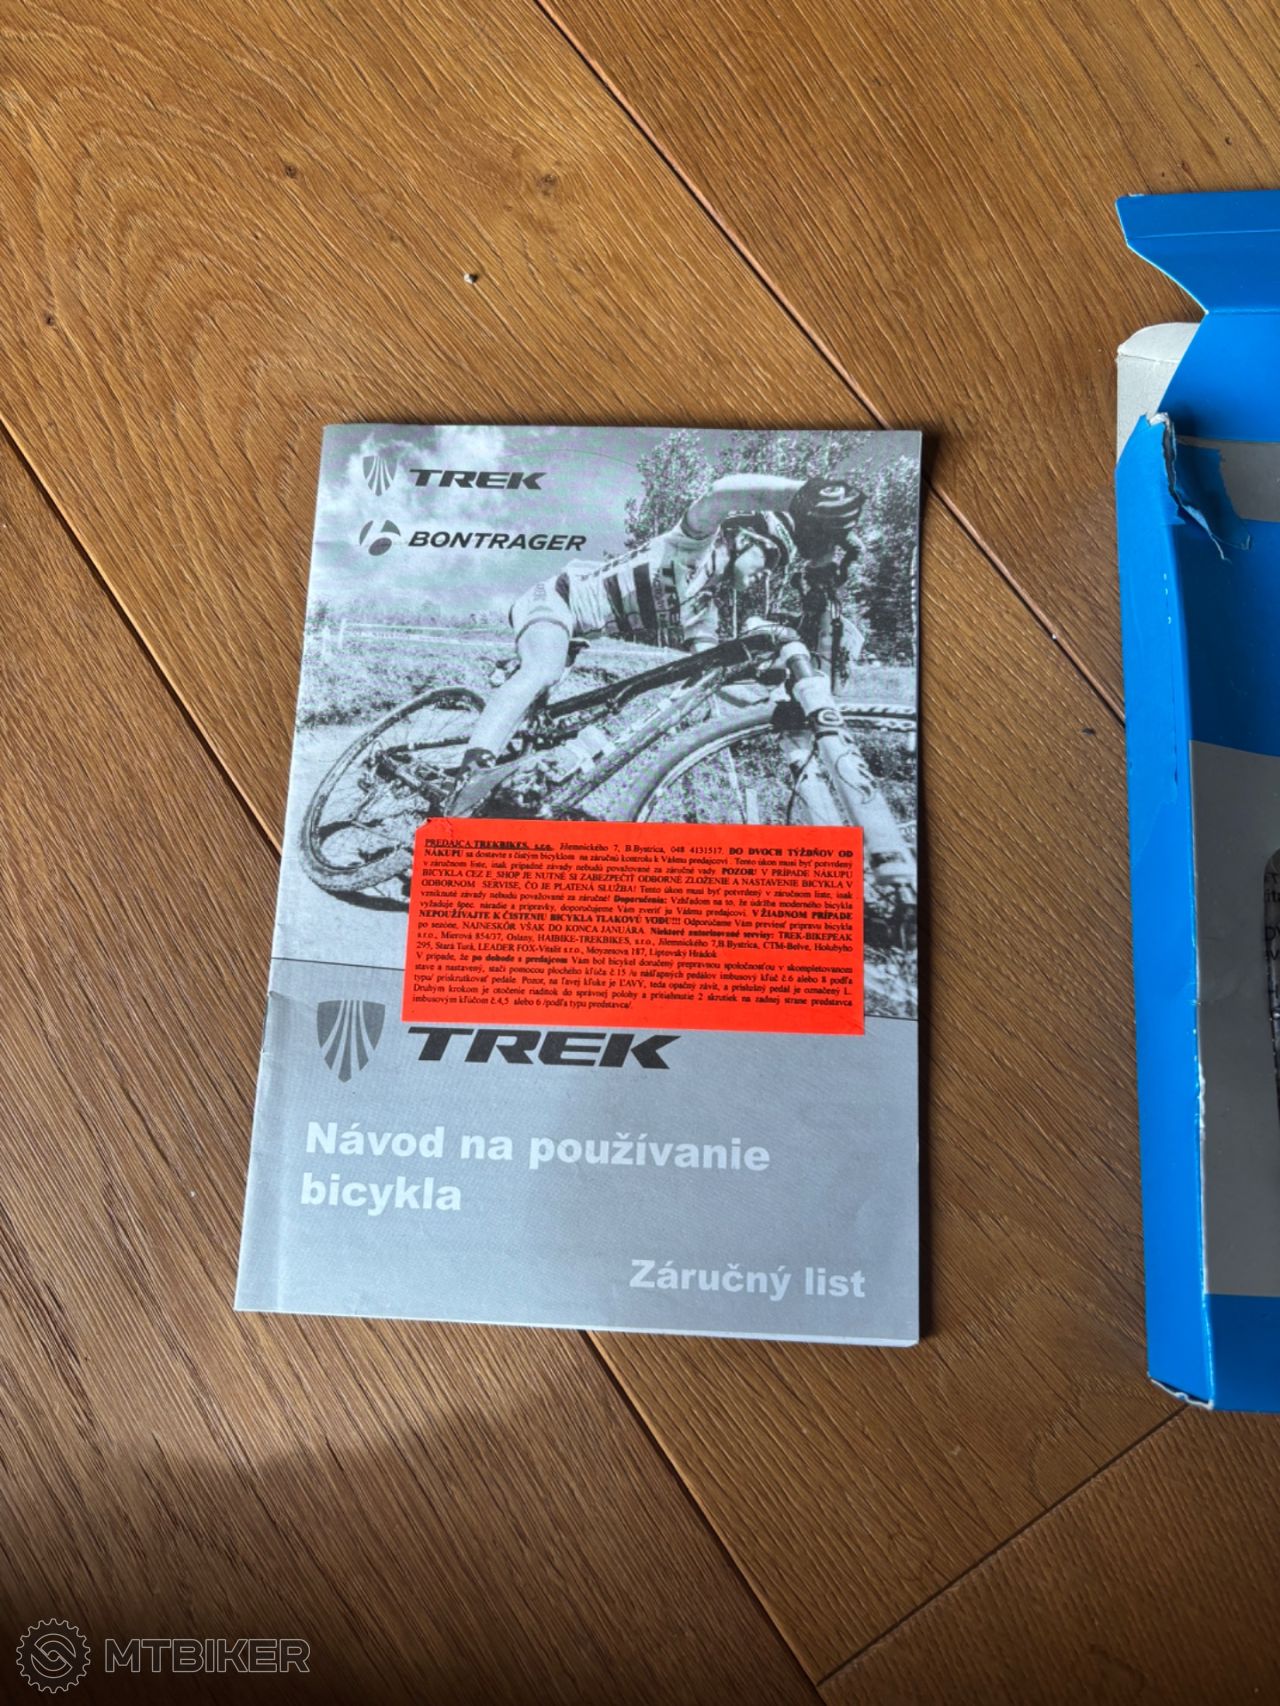 TREK
BONTRAGER
PREDAJCA TREKBIKES, s.r.o., Jilemnického 7, B.Bystrica, 048 4131517. DO DVOCH TÝŽDŇOV OD
NÁKUPU sa dostavte s čistým bicyklom na záručnú kontrolu k Vášmu predajcovi. Tento úkon musí byť potvrdený
v záručnom liste, inak prípadné závady nebudú považované za záručné vady. POZOR! V PRÍPADE NÁKUPU
BICYKLA CEZ E_SHOP JE NUTNÉ SI ZABEZPEČIŤ ODBORNÉ ZLOŽENIE A NASTAVENIE BICYKLA V
ODBORNOM SERVISE, ČO JE PLATENÁ SLUŽBA! Tento úkon musí byť potvrdený v záručnom liste, inak
vzniknuté závady nebudú považované za záručné! Doporučenia: Vzhľadom na to, že údržba moderného bicykla
vyžaduje špec. náradie a prípravky, doporučujeme Vám zveriť ju Vášmu predajcovi. V ŽIADNOM PRÍPADE
NEPOUŽÍVAJTE K ČISTENIU BICYKLA TLAKOVÚ VODU!!! Odporúčame Vám previesť prípravu bicykla
po sezóne, NAJNESKÔR VŠAK DO KONCA JANUÁRA. Niektoré autorizované servisy: TREK-BIKEPEAK
s.r.o., Mierová 854/37, Oslany, HAIBIKE-TREKBIKES, s.r.o., Jilemnického 7,B.Bystrica, CTM-Belve, Holubyho
295, Stará Turá, LEADER FOX-Vitalit s.r.o., Moyzesova 187, Liptovský Hrádok
V prípade, že po dohode s predajcom Vám bol bicykel doručený prepravnou spoločnosťou v skompletovanom
stave a nastavený, stačí pomocou plochého kľúča č.15 /u nášľapných pedálov imbusový kľúč č.6 alebo 8 podľa
typu/ priskrutkovať pedále. Pozor, na ľavej kľuke je ĽAVÝ, teda opačný závit, a príslušný pedál je označený L.
Druhým krokom je otočenie riadítok do správnej polohy a pritiahnutie 2 skrutiek na zadnej strane predstavca
imbusovým kľúčom č.4,5 alebo 6 /podľa typu predstavca/.
TREK
Návod na používanie
bicykla
Záručný list
MTBIKER